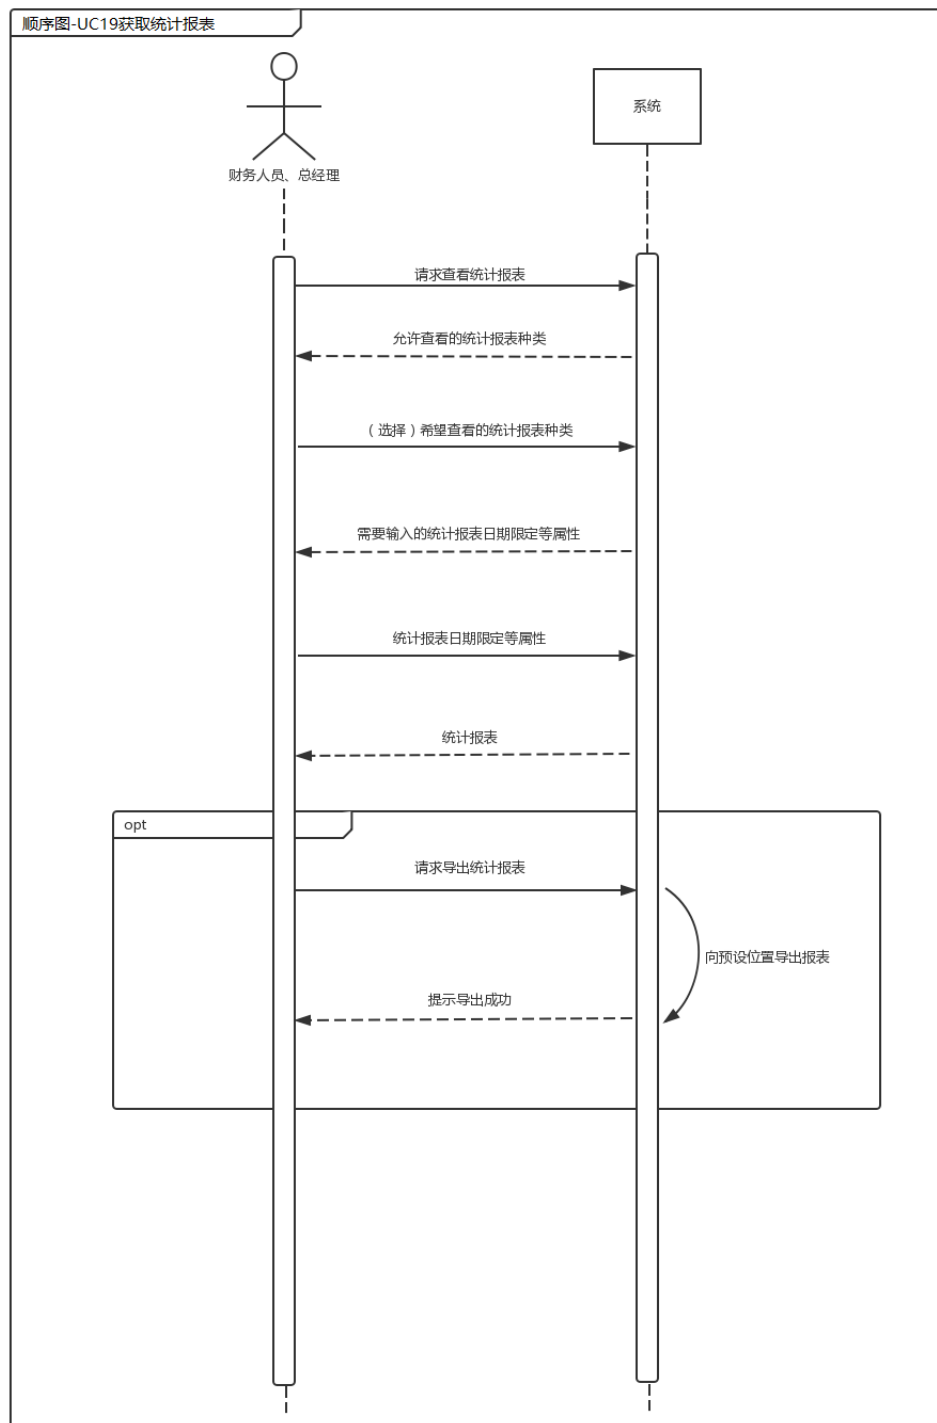 顺序图-UC19获取统计报表
系统
财务人员、总经理
请求查看统计报表
允许查看的统计报表种类
（选择）希望查看的统计报表种类
需要输入的统计报表日期限定等属性
统计报表日期限定等属性
统计报表
opt
请求导出统计报表
向预设位置导出报表
提示导出成功